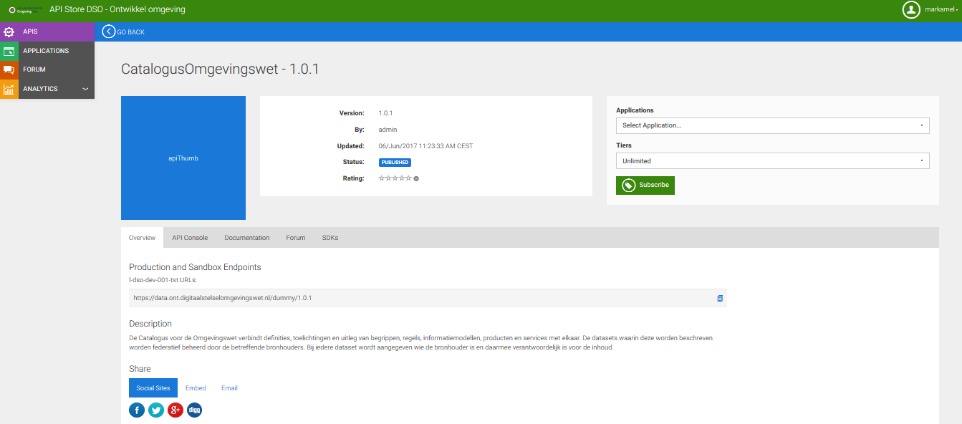 API Store DSO - Ontwikkel omgeving
markamel
APIS
GO BACK
APPLICATIONS
FORUM
ANALYTICS
CatalogusOmgevingswet - 1.0.1
apiThumb
Version: 1.0.1
By: admin
Updated: 06/Jun/2017 11:23:33 AM CEST
Status: PUBLISHED
Rating:
Applications
Select Application...
Tiers
Unlimited
Subscribe
Overview API Console Documentation Forum SDKs
Production and Sandbox Endpoints
l-dso-dev-001-txt URLs:
https://data.ont.digitaalstelselomgevingswet.nl/dummy/1.0.1
Description
De Catalogus voor de Omgevingswet verbindt definities, toelichtingen en uitleg van begrippen, regels, informatiemodellen, producten en services met elkaar. De datasets waarin deze worden beschreven
worden federatief beheerd door de betreffende bronhouders. Bij iedere dataset wordt aangegeven wie de bronhouder is en daarmee verantwoordelijk is voor de inhoud.
Share
Social Sites Embed Email
digg